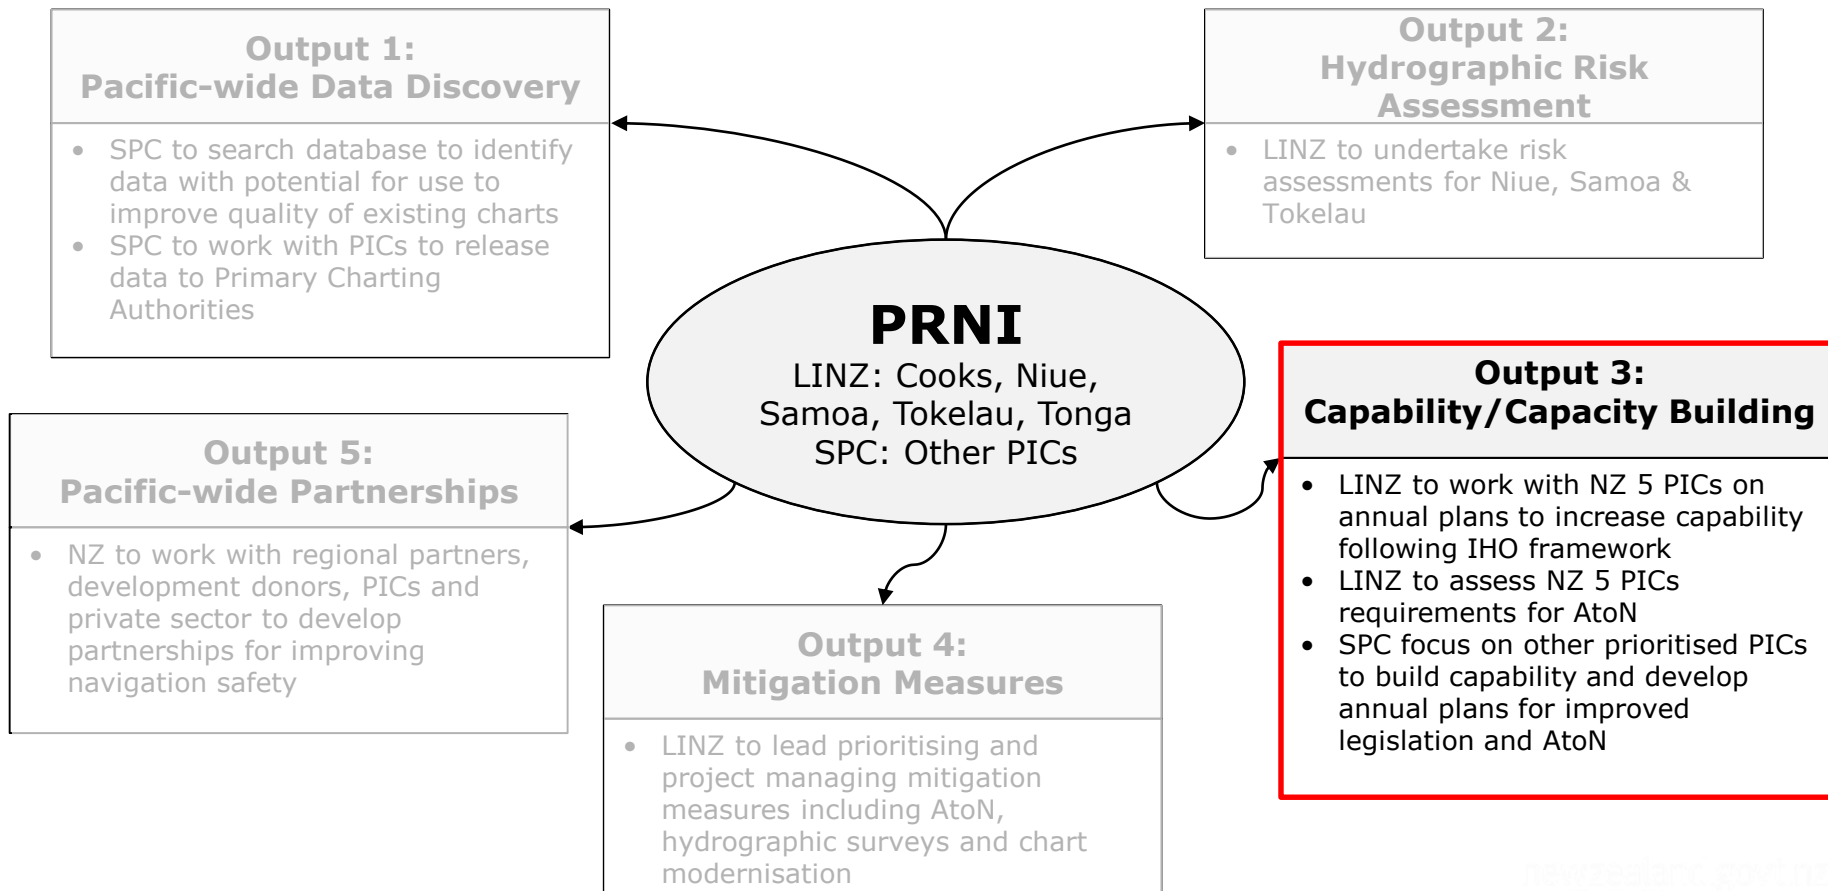 Output 1:
Pacific-wide Data Discovery
• SPC to search database to identify
data with potential for use to
improve quality of existing charts
• SPC to work with PICs to release
data to Primary Charting
Authorities
Output 2:
Hydrographic Risk
Assessment
• LINZ to undertake risk
assessments for Niue, Samoa &
Tokelau
PRNI
LINZ: Cooks, Niue,
Samoa, Tokelau, Tonga
SPC: Other PICs
Output 3:
Capability/Capacity Building
• LINZ to work with NZ 5 PICs on
annual plans to increase capability
following IHO framework
• LINZ to assess NZ 5 PICs
requirements for AtoN
• SPC focus on other prioritised PICs
to build capability and develop
annual plans for improved
legislation and AtoN
Output 5:
Pacific-wide Partnerships
• NZ to work with regional partners,
development donors, PICs and
private sector to develop
partnerships for improving
navigation safety
Output 4:
Mitigation Measures
• LINZ to lead prioritising and
project managing mitigation
measures including AtoN,
hydrographic surveys and chart
modernisation